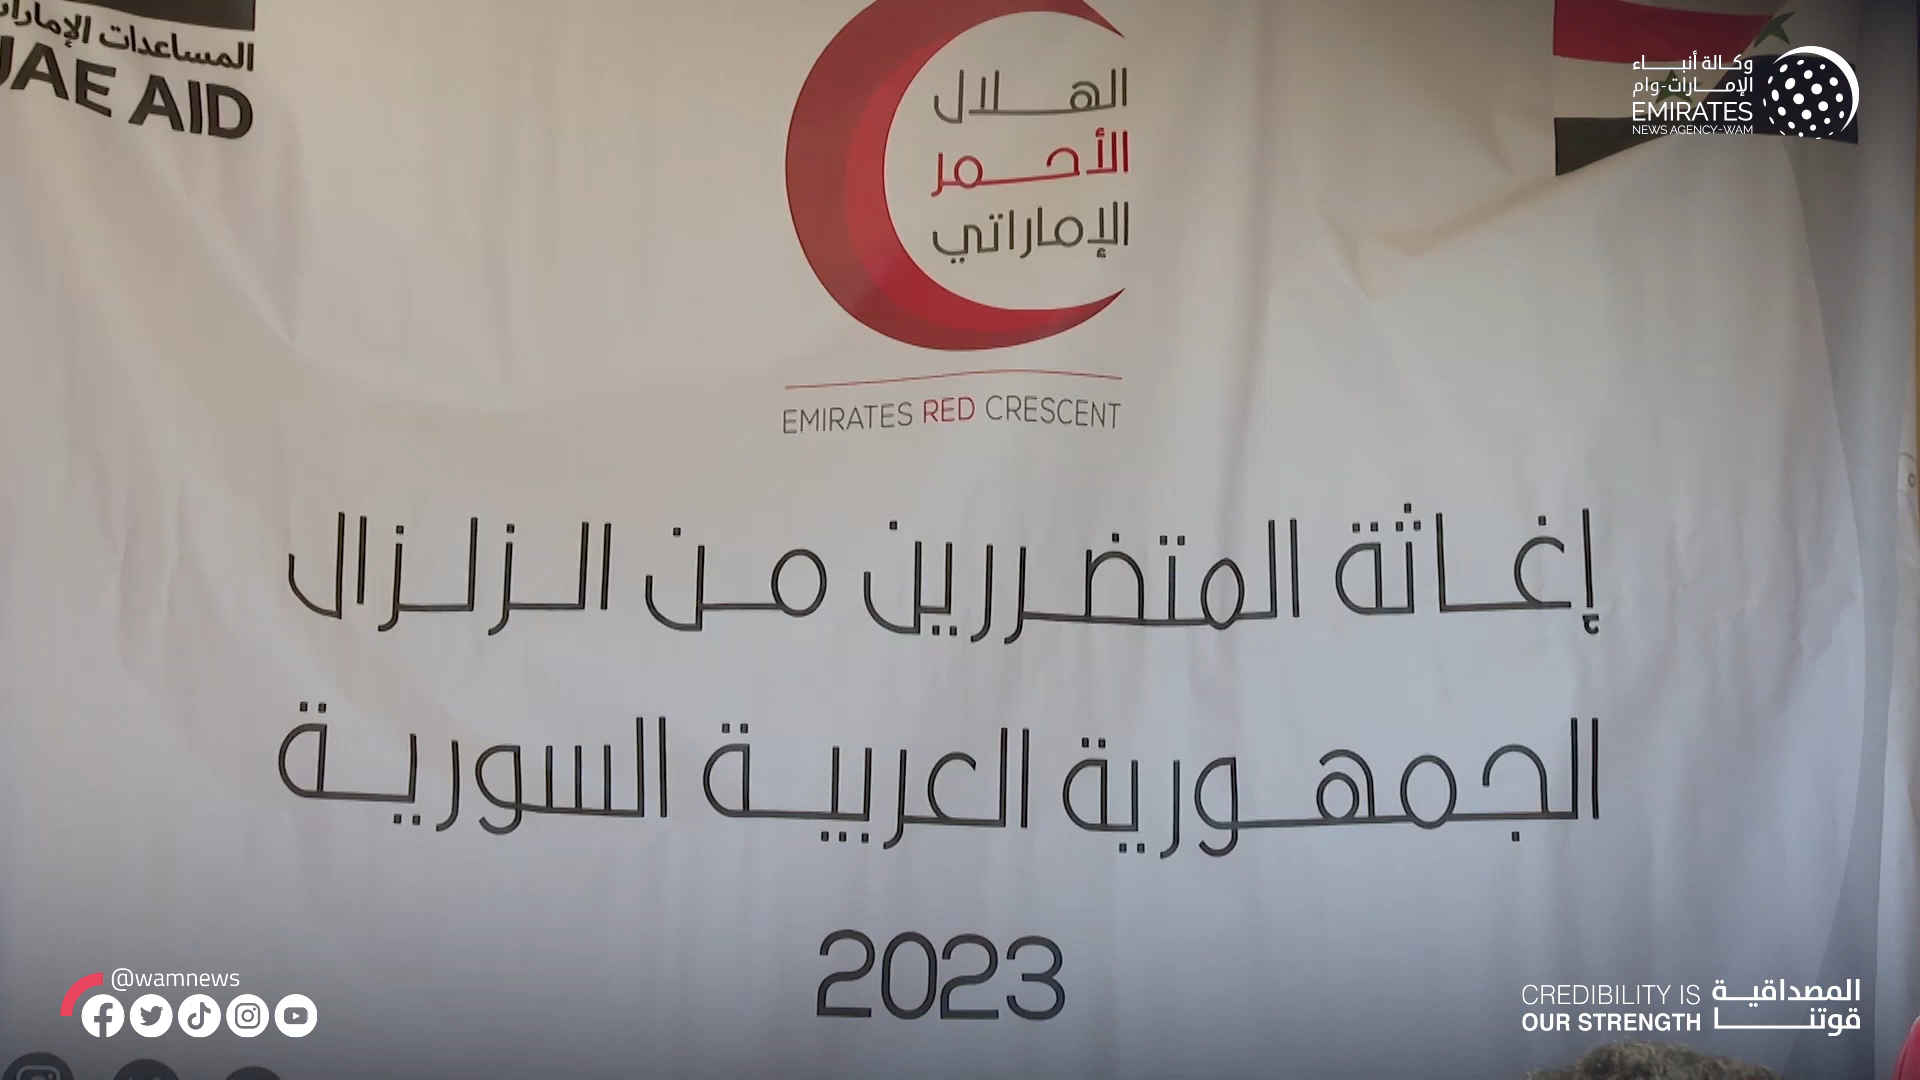 المساعدات
UAE AID
الهلال
الأحمر
الإماراتي
EMIRATES RED CRESCENT
وكالة أنباء
الإمارات-وام
EMIRATES
NEWS AGENCY-WAM
إغاثة المتضررين من الزلزال
الجمهورية العربية السورية
2023
@wamnews
CREDIBILITY IS
OUR STRENGTH
المصداقية
قوتنا